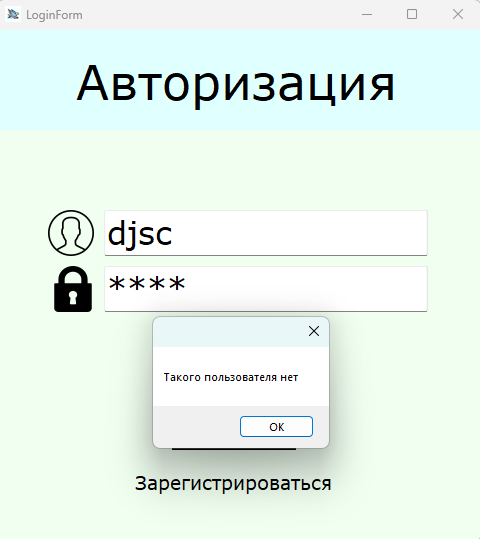 LoginForm
Авторизация
djsc
****
Такого пользователя нет
OK
Зарегистрироваться